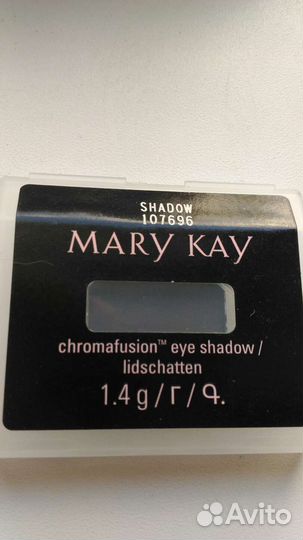 SHADOW
107696
MARY KAY
chromafusion™ eye shadow /
lidschatten
1.4 g / г / գ.
Avito